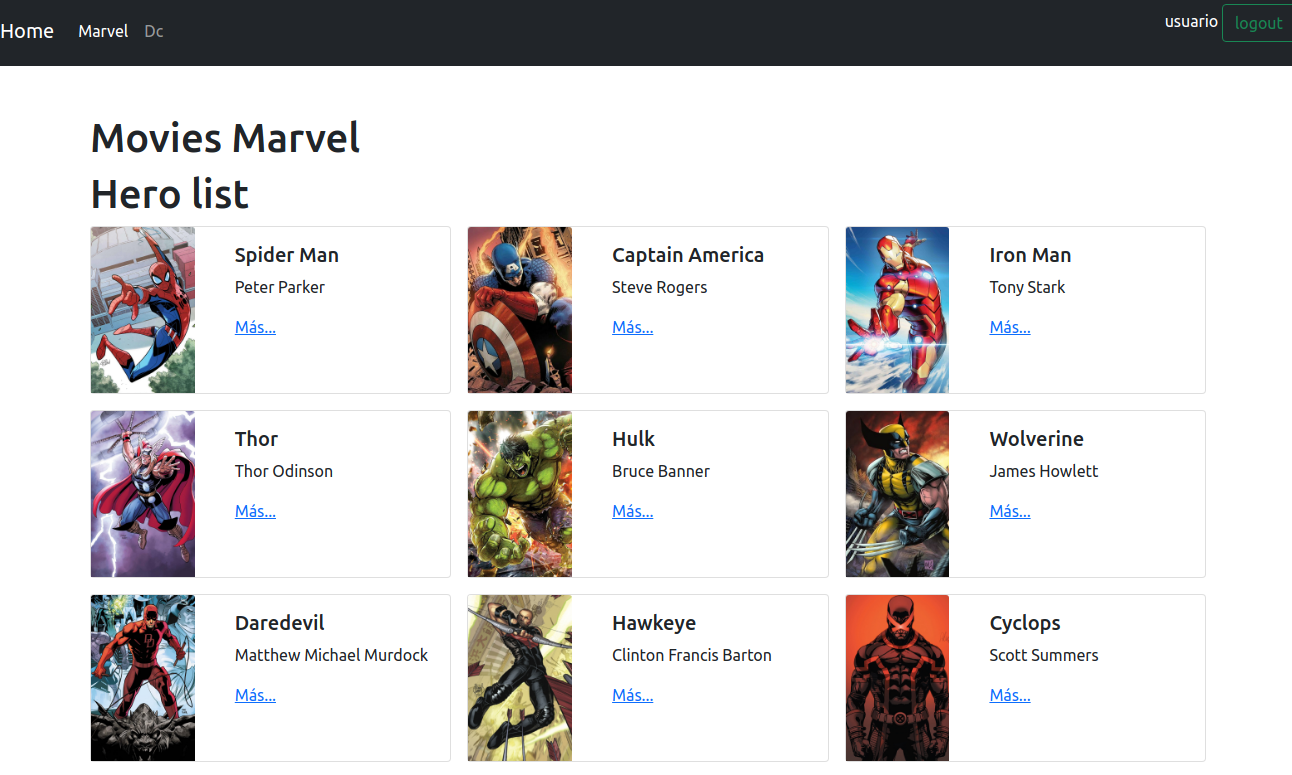 Home Marvel Dc usuario logout
Movies Marvel
Hero list
Spider Man
Peter Parker
Más...
Captain America
Steve Rogers
Más...
Iron Man
Tony Stark
Más...
Thor
Thor Odinson
Más...
Hulk
Bruce Banner
Más...
Wolverine
James Howlett
Más...
Daredevil
Matthew Michael Murdock
Más...
Hawkeye
Clinton Francis Barton
Más...
Cyclops
Scott Summers
Más...